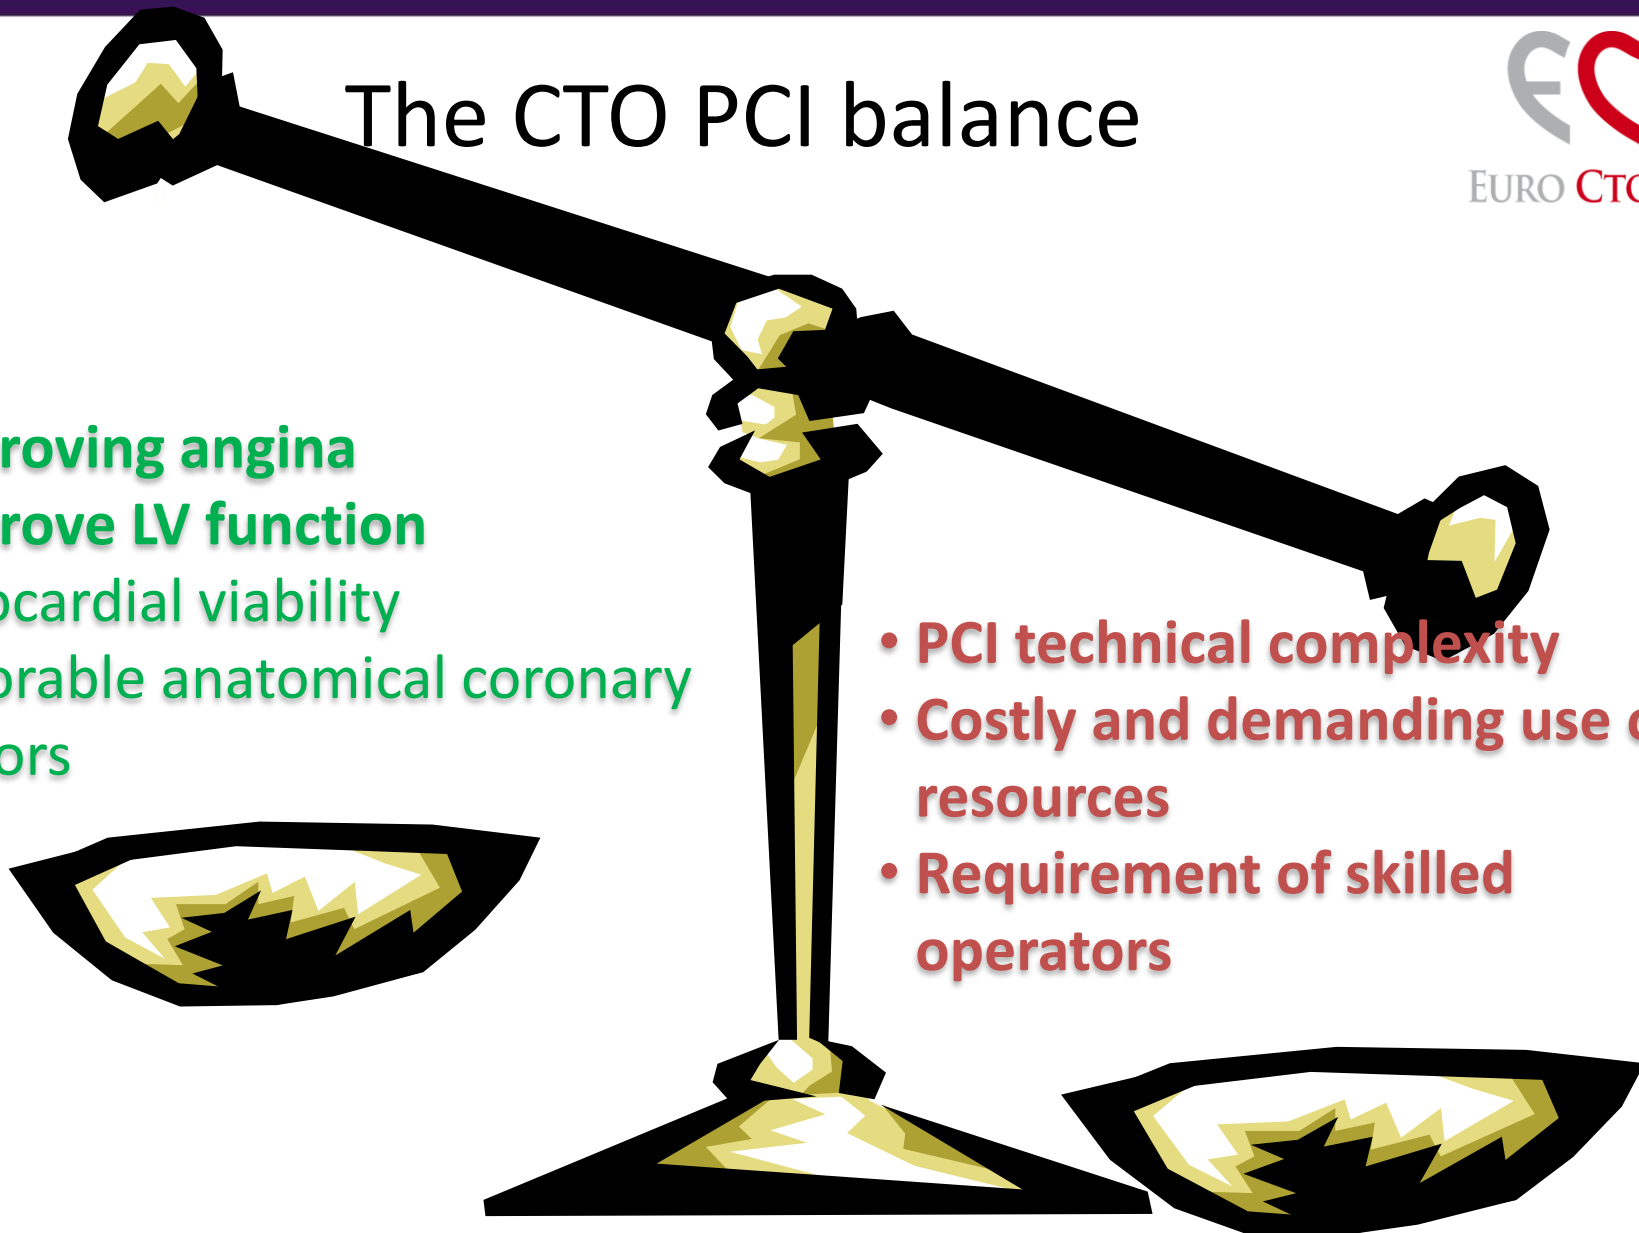 The CTO PCI balance
EURO CTO
roving angina
rove LV function
ocardial viability
orable anatomical coronary
ors
• PCI technical complexity
• Costly and demanding use
resources
• Requirement of skilled
operators